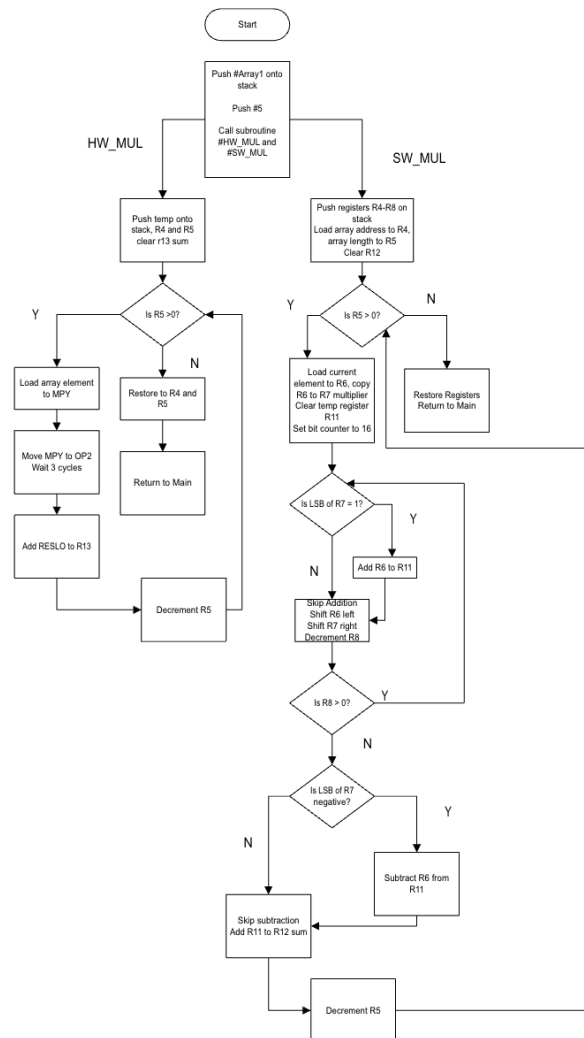 Start
Push #Array1 onto
stack
Push #5
Call subroutine
#HW_MUL and
#SW_MUL
HW_MUL
SW_MUL
Push temp onto
stack, R4 and R5
clear r13 sum
Push registers R4-R8 on
stack
Load array address to R4,
array length to R5
Clear R12
Is R5 >0?
Y
N
Is R5 > 0?
Y
N
Load array element
to MPY
Restore to R4 and
R5
Load current
element to R6, copy
R6 to R7 multiplier
Clear temp register
R11
Set bit counter to 16
Restore Registers
Return to Main
Move MPY to OP2
Wait 3 cycles
Return to Main
Is LSB of R7 = 1?
Y
N
Add RESLO to R13
Add R6 to R11
Decrement R5
Skip Addition
Shift R6 left
Shift R7 right
Decrement R8
Is R8 > 0?
Y
N
Is LSB of R7
negative?
Y
N
Subtract R6 from
R11
Skip subtraction
Add R11 to R12 sum
Decrement R5